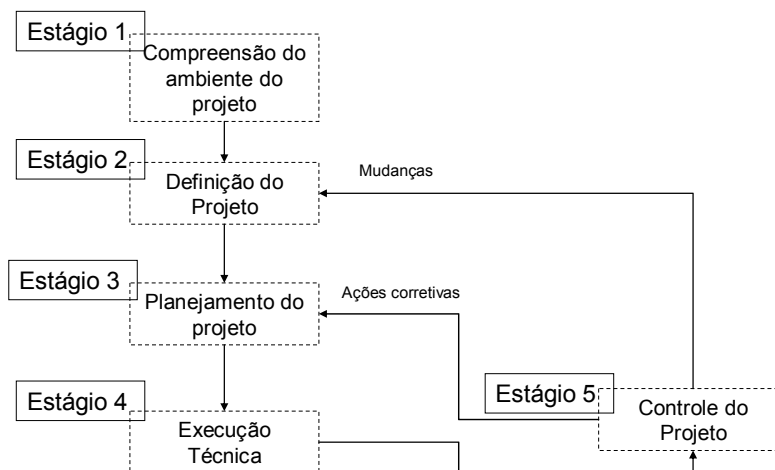 Estágio 1
Compreensão do
ambiente do
projeto
Estágio 2
Definição do
Projeto
Mudanças
Estágio 3
Planejamento do
projeto
Ações corretivas
Estágio 4
Execução
Técnica
Estágio 5
Controle do
Projeto